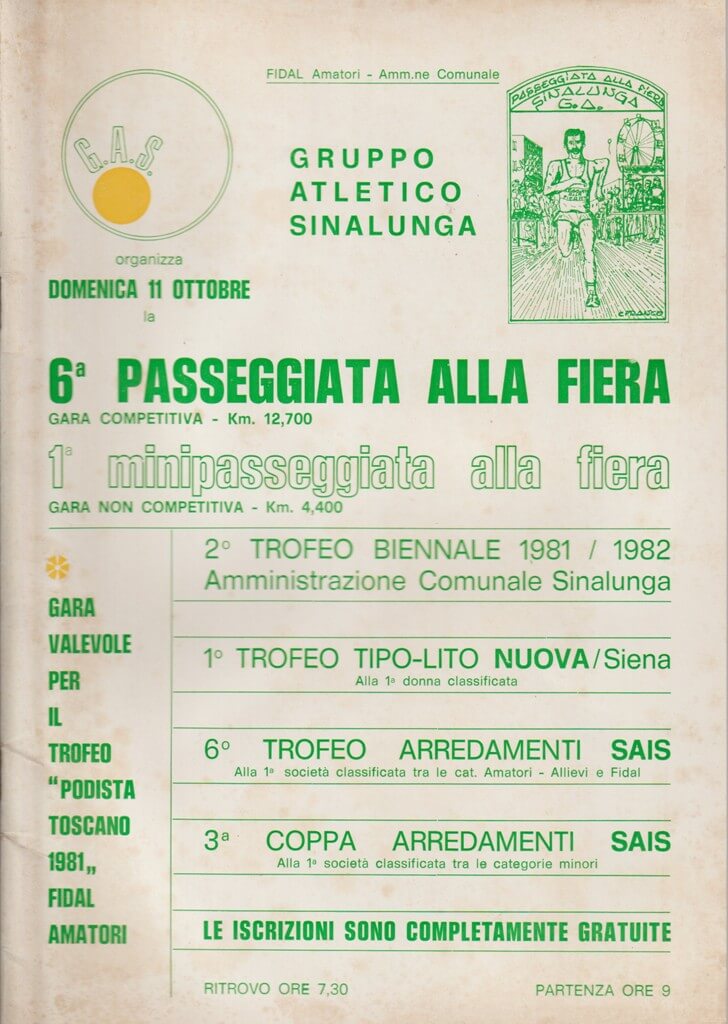 FIDAL Amatori - Amm.ne Comunale
G.A.S.
GRUPPO
ATLETICO
SINALUNGA
PASSEGGIATA ALLA FIERA
SINALUNGA
G.A.
C.FRANCO
organizza
DOMENICA 11 OTTOBRE
la
6ª PASSEGGIATA ALLA FIERA
GARA COMPETITIVA - Km. 12,700
1ª minipasseggiata alla fiera
GARA NON COMPETITIVA - Km. 4,400
GARA
VALEVOLE
PER
IL
TROFEO
“PODISTA
TOSCANO
1981„
FIDAL
AMATORI
2º TROFEO BIENNALE 1981 / 1982
Amministrazione Comunale Sinalunga
1º TROFEO TIPO-LITO NUOVA/Siena
Alla 1ª donna classificata
6º TROFEO ARREDAMENTI SAIS
Alla 1ª società classificata tra le cat. Amatori - Allievi e Fidal
3ª COPPA ARREDAMENTI SAIS
Alla 1ª società classificata tra le categorie minori
LE ISCRIZIONI SONO COMPLETAMENTE GRATUITE
RITROVO ORE 7,30
PARTENZA ORE 9